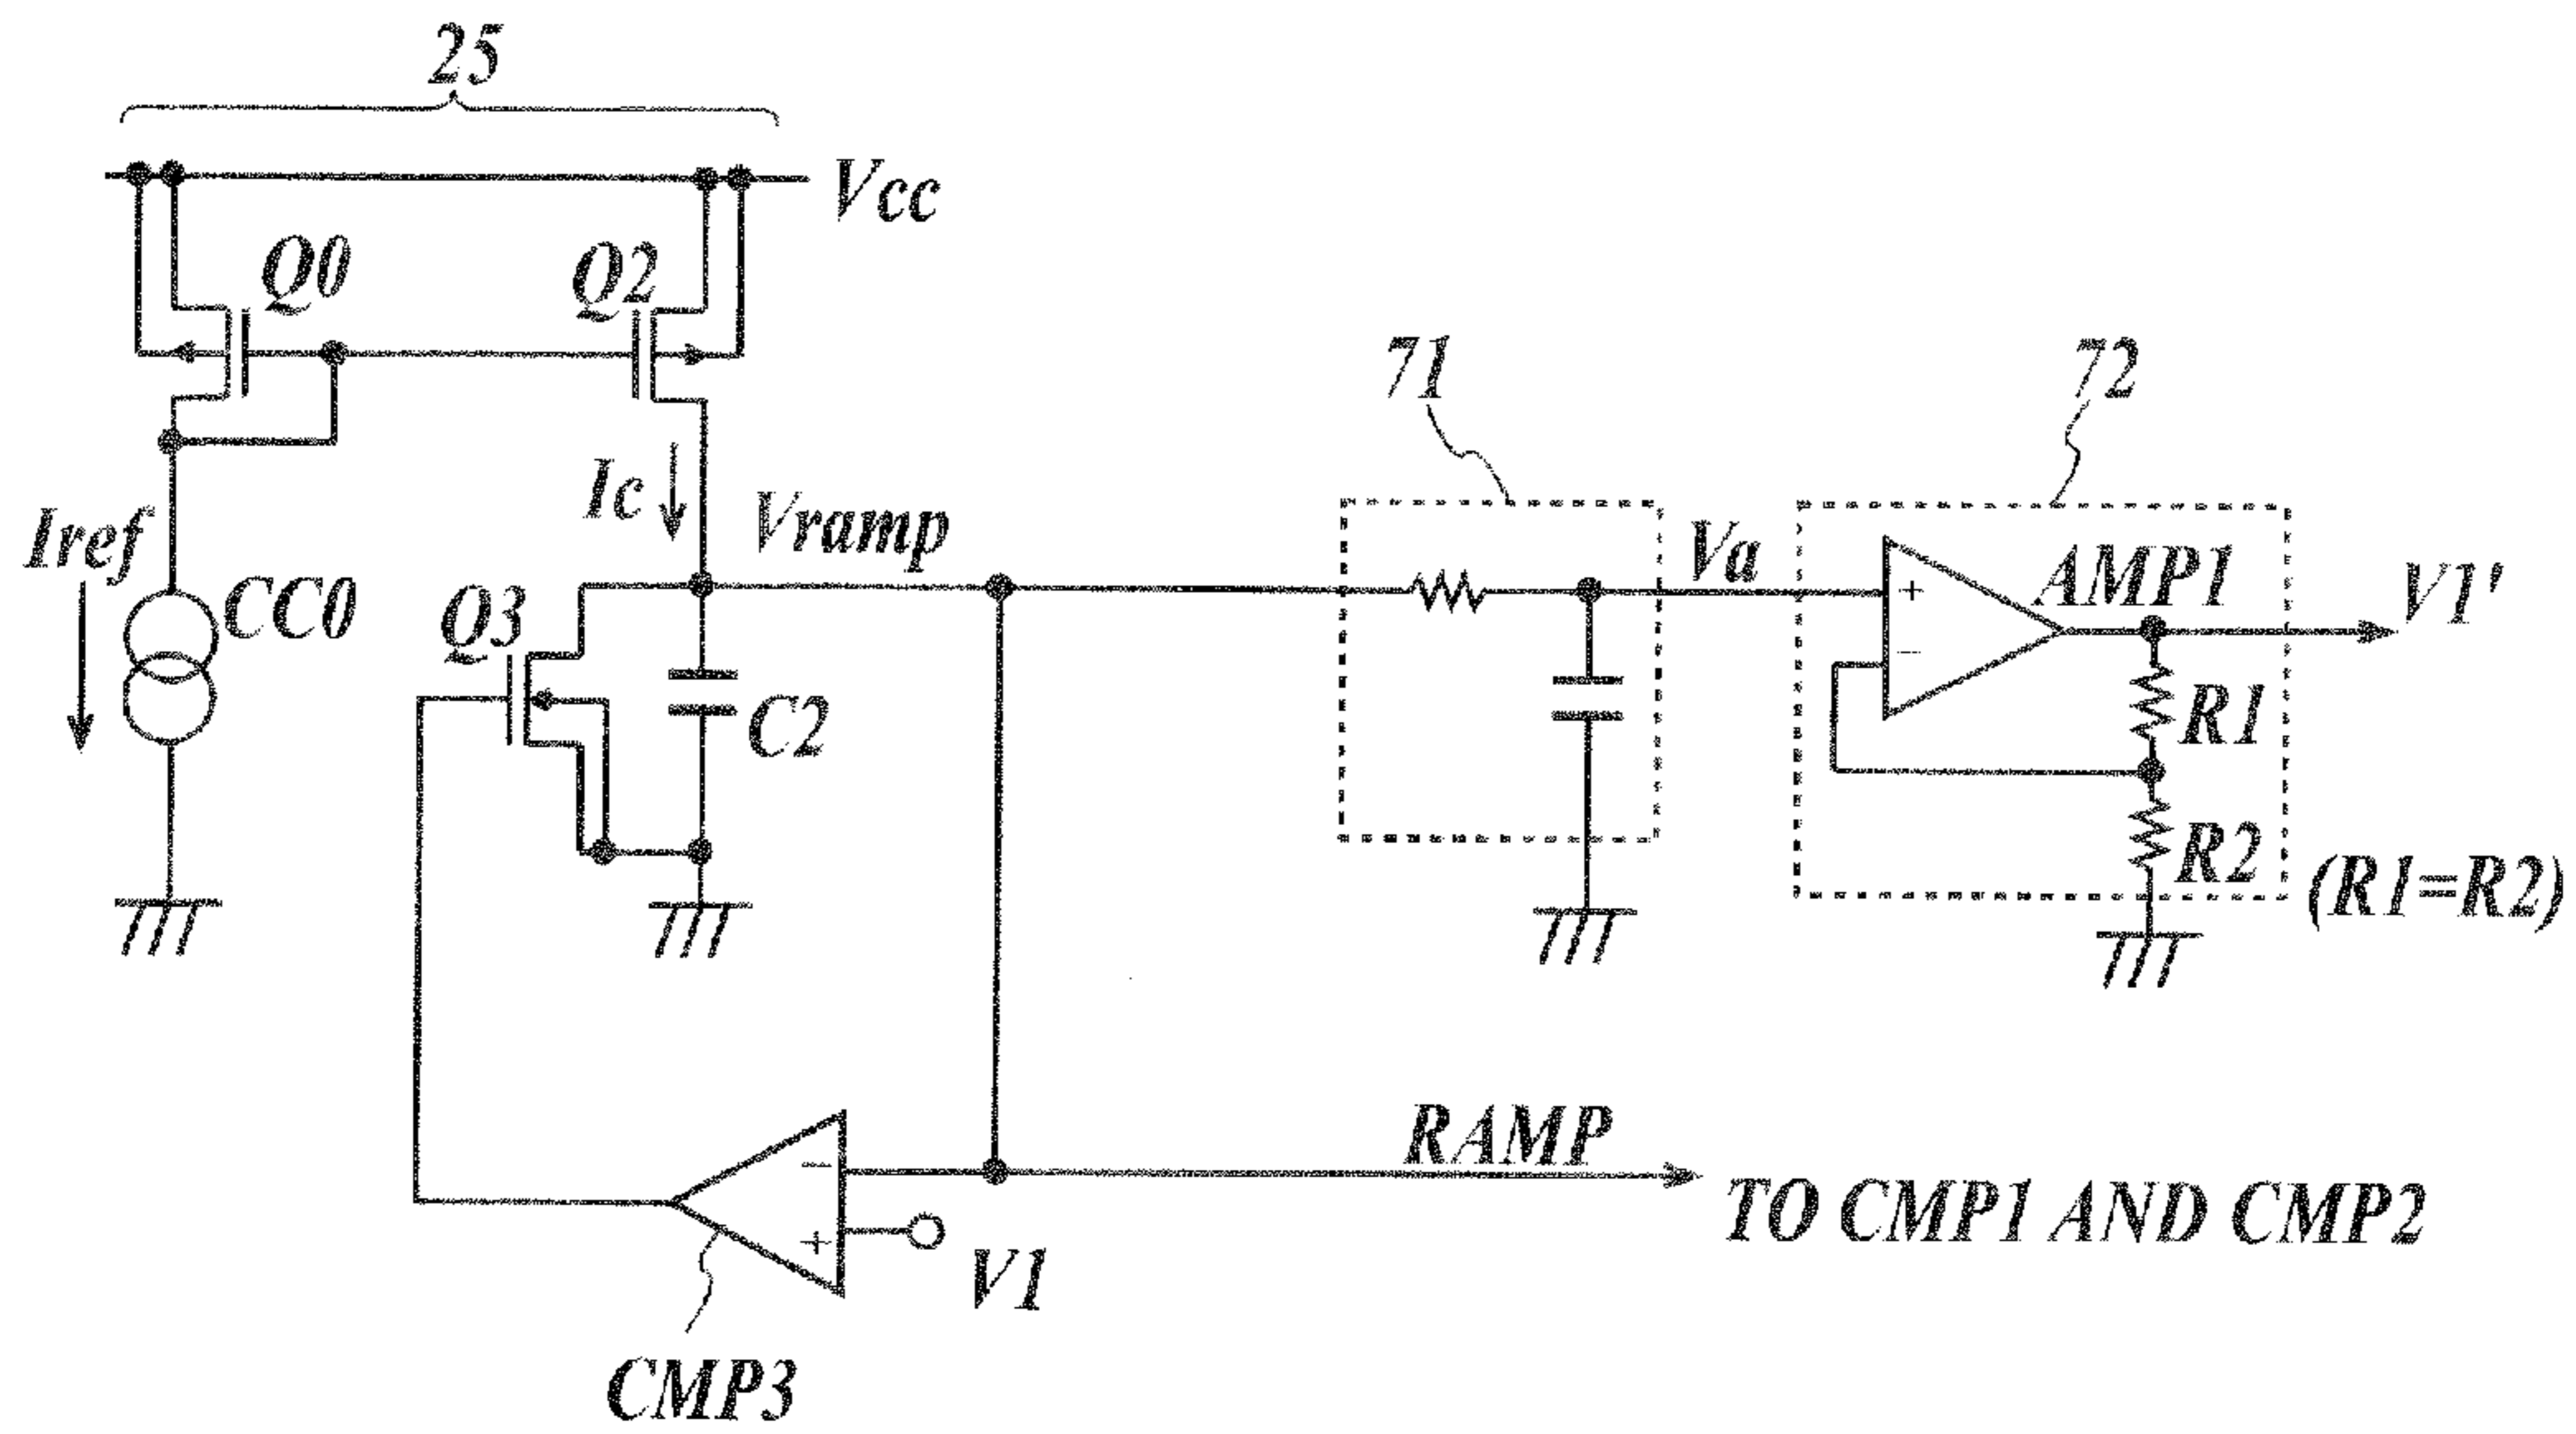 25
Vcc
Q0
Q2
71
72
Ic
Vramp
Iref
CC0
Q3
C2
Va
+
AMP1
V1'
−
R1
R2
(R1=R2)
RAMP
−
TO CMP1 AND CMP2
+
V1
CMP3